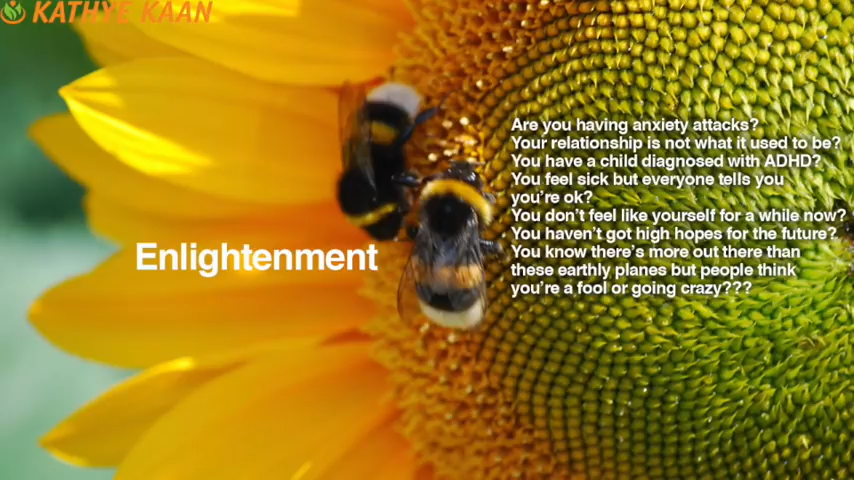 KATHYE KAAN
Enlightenment
Are you having anxiety attacks?
Your relationship is not what it used to be?
You have a child diagnosed with ADHD?
You feel sick but everyone tells you
you're ok?
You don't feel like yourself for a while now?
You haven't got high hopes for the future?
You know there's more out there than
these earthly planes but people think
you're a fool or going crazy???